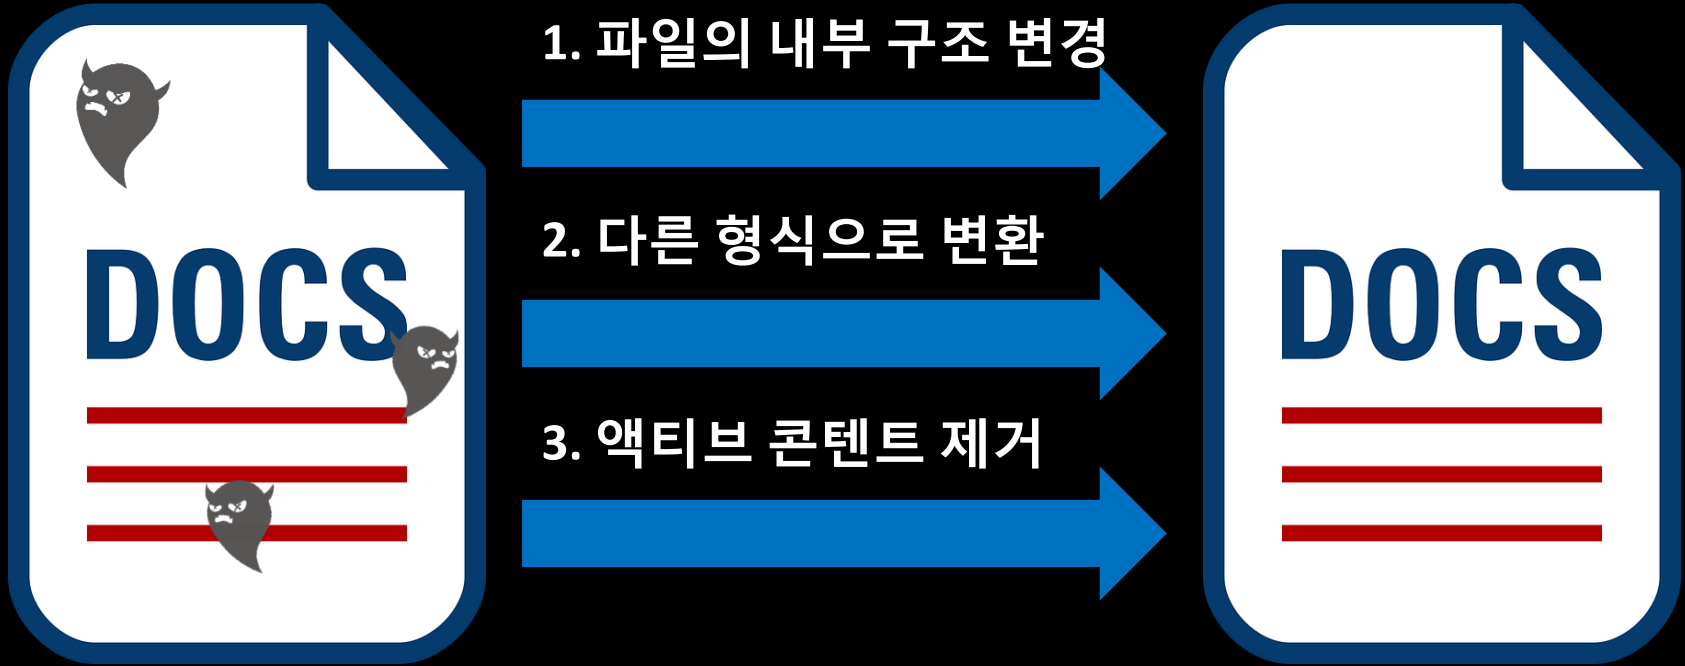 1. 파일의 내부 구조 변경
DOCS
2. 다른 형식으로 변환
DOCS
3. 액티브 콘텐트 제거